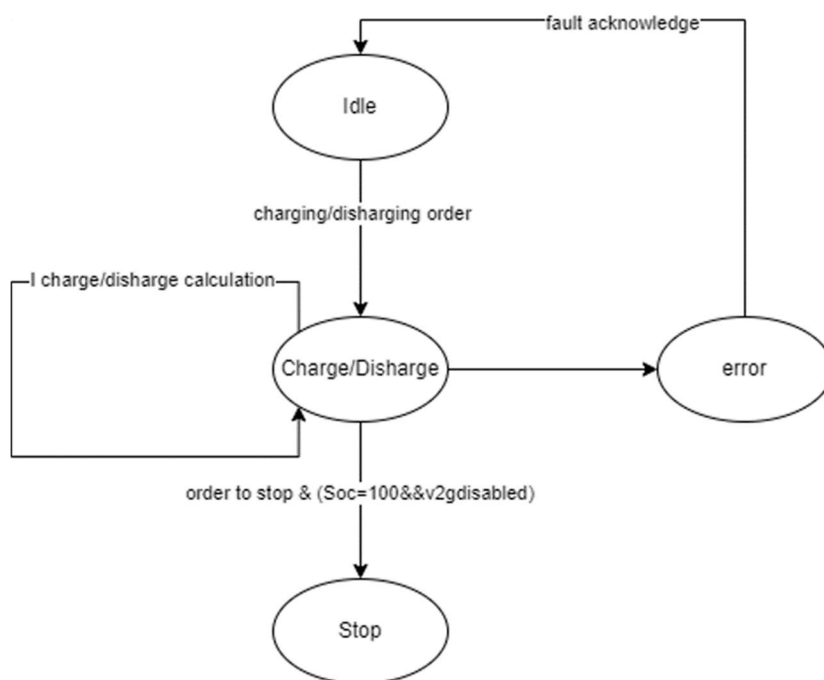 fault acknowledge
Idle
charging/disharging order
I charge/disharge calculation
Charge/Disharge
error
order to stop & (Soc=100&&v2gdisabled)
Stop